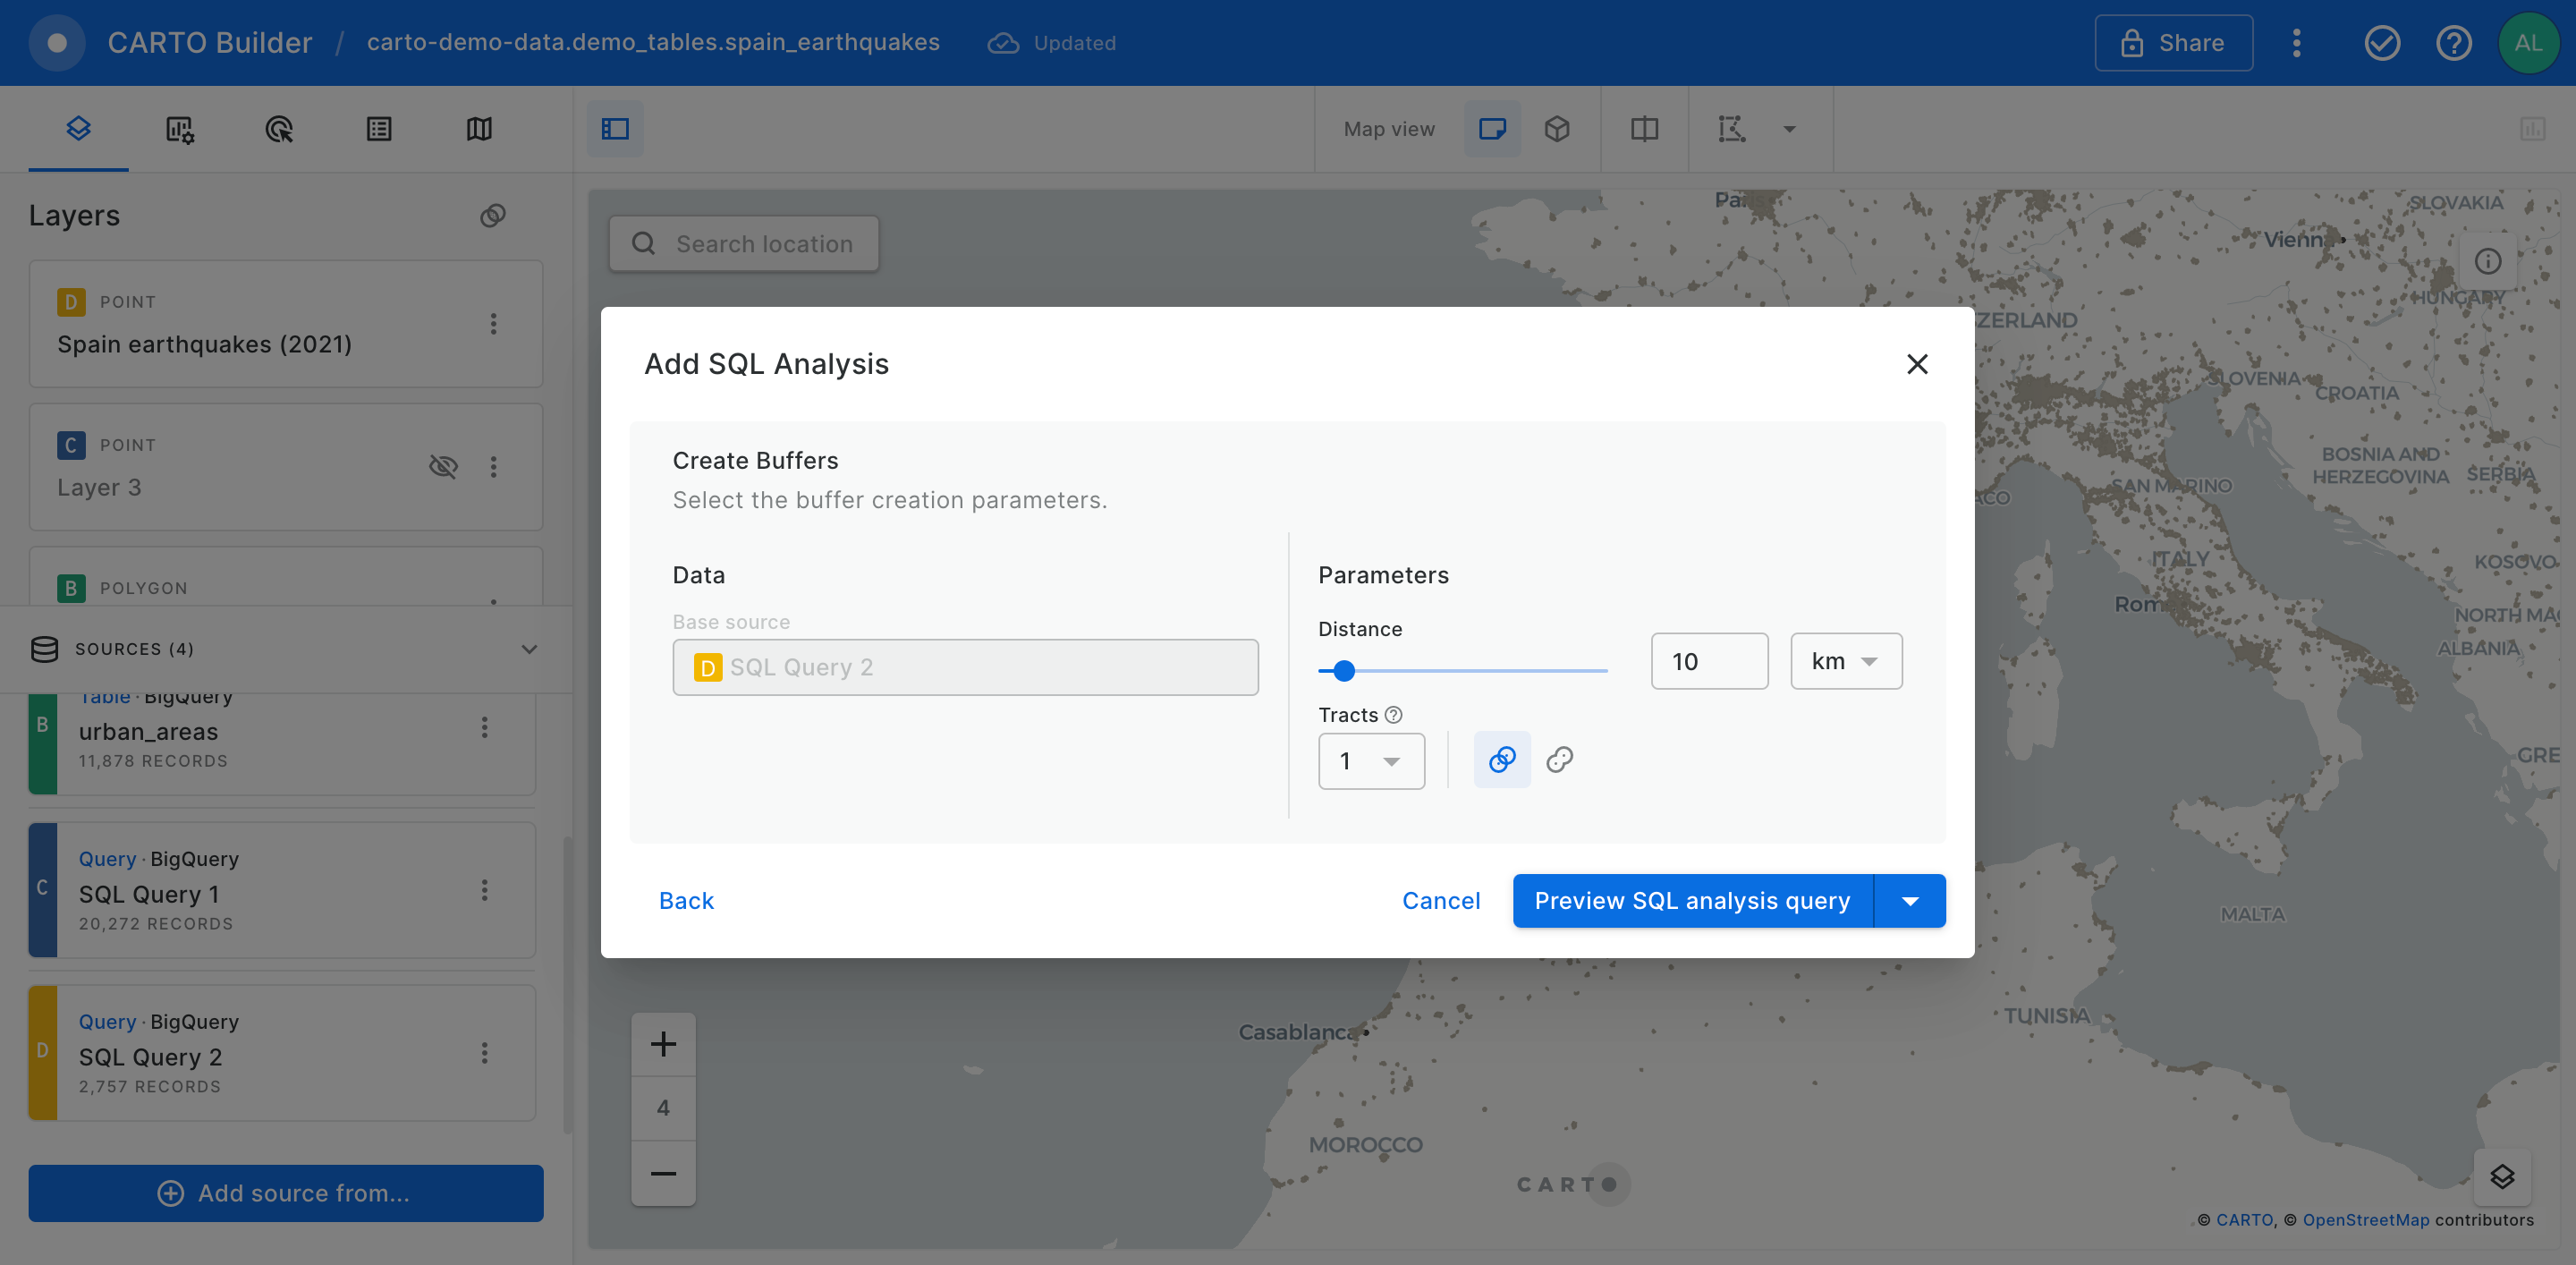 CARTO Builder / carto-demo-data.demo_tables.spain_earthquakes Updated
Share
AL
Map view
Layers
D POINT
Spain earthquakes (2021)
C POINT
Layer 3
B POLYGON
SOURCES (4)
B
Table · BigQuery
urban_areas
11,878 RECORDS
C
Query · BigQuery
SQL Query 1
20,272 RECORDS
D
Query · BigQuery
SQL Query 2
2,757 RECORDS
Add source from...
Search location
Add SQL Analysis
Create Buffers
Select the buffer creation parameters.
Data
Base source
D SQL Query 2
Parameters
Distance
10
km
Tracts
1
Back
Cancel
Preview SQL analysis query
4
Paris
SLOVAKIA
Vienna
HUNGARY
ZERLAND
SLOVENIA
CROATIA
BOSNIA AND
HERZEGOVINA
SERBIA
SAN MARINO
ACO
ITALY
KOSOVO
Rom
NORTH MAC
ALBANIA
GRE
MALTA
TUNISIA
Casablanca
MOROCCO
CARTO
© CARTO, © OpenStreetMap contributors